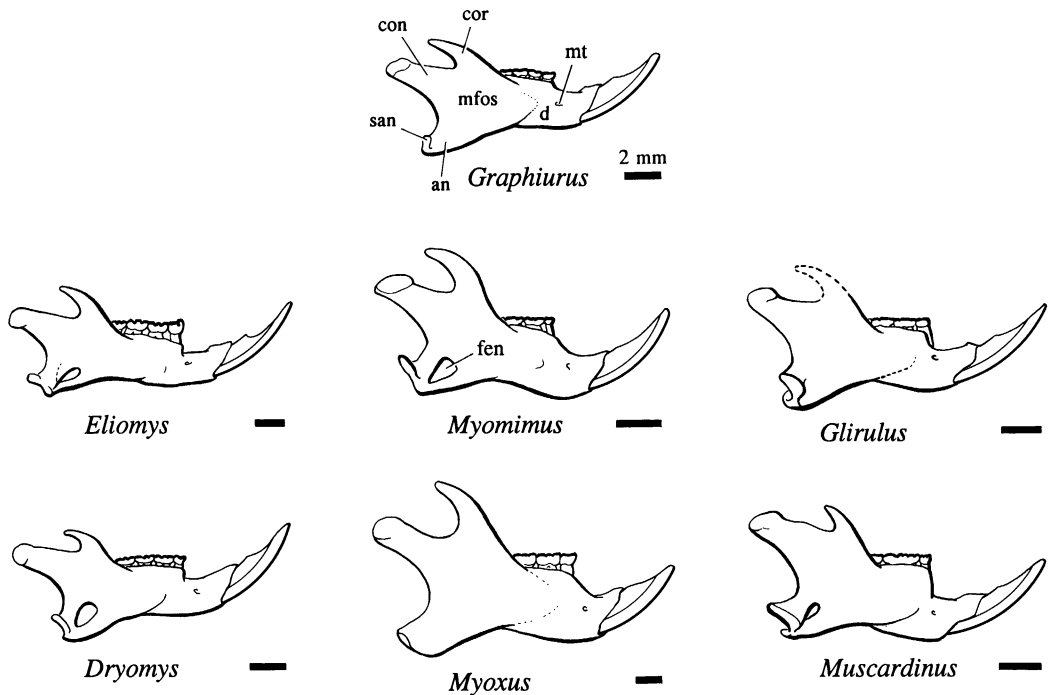 cor
con
mt
mfos
d
san
an
2 mm
Graphiurus
fen
Eliomys
Myomimus
Glirulus
Dryomys
Myoxus
Muscardinus